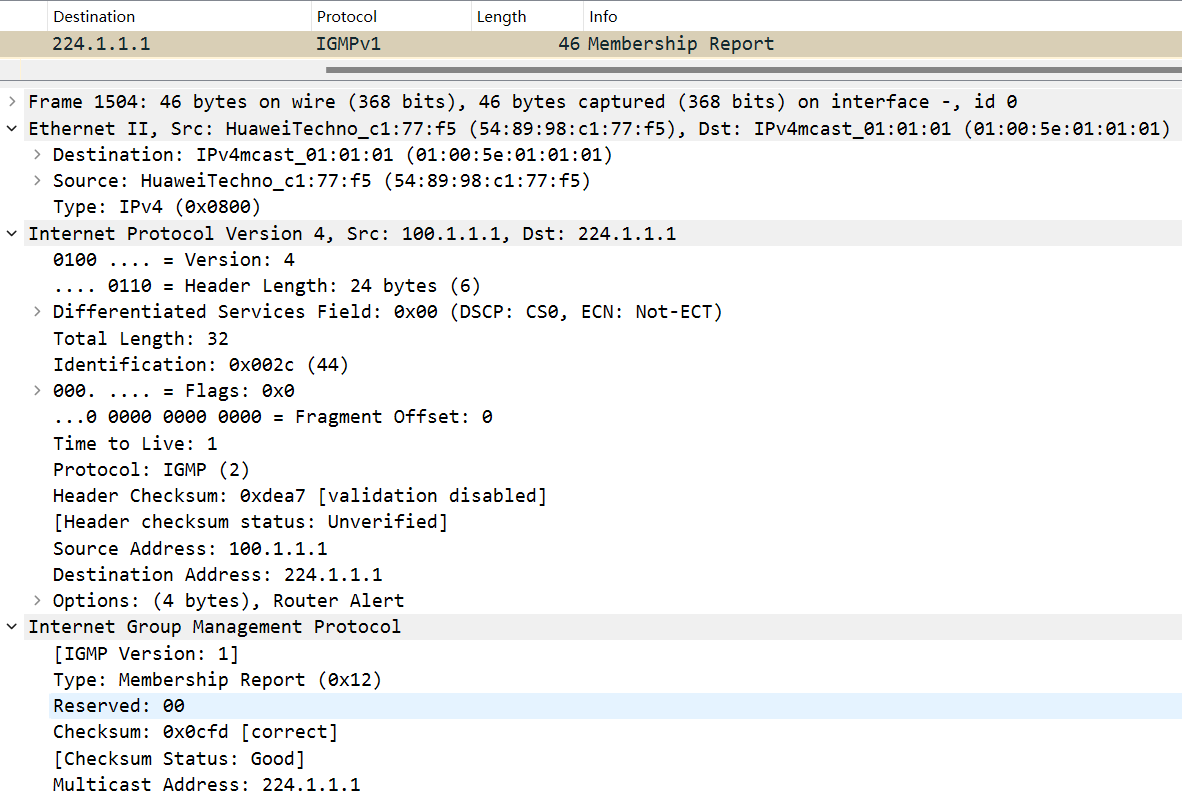 Destination Protocol Length Info
224.1.1.1 IGMPv1 46 Membership Report
Frame 1504: 46 bytes on wire (368 bits), 46 bytes captured (368 bits) on interface -, id 0
Ethernet II, Src: HuaweiTechno_c1:77:f5 (54:89:98:c1:77:f5), Dst: IPv4mcast_01:01:01 (01:00:5e:01:01:01)
Destination: IPv4mcast_01:01:01 (01:00:5e:01:01:01)
Source: HuaweiTechno_c1:77:f5 (54:89:98:c1:77:f5)
Type: IPv4 (0x0800)
Internet Protocol Version 4, Src: 100.1.1.1, Dst: 224.1.1.1
0100 .... = Version: 4
.... 0110 = Header Length: 24 bytes (6)
Differentiated Services Field: 0x00 (DSCP: CS0, ECN: Not-ECT)
Total Length: 32
Identification: 0x002c (44)
000. .... = Flags: 0x0
...0 0000 0000 0000 = Fragment Offset: 0
Time to Live: 1
Protocol: IGMP (2)
Header Checksum: 0xdea7 [validation disabled]
[Header checksum status: Unverified]
Source Address: 100.1.1.1
Destination Address: 224.1.1.1
Options: (4 bytes), Router Alert
Internet Group Management Protocol
[IGMP Version: 1]
Type: Membership Report (0x12)
Reserved: 00
Checksum: 0x0cfd [correct]
[Checksum Status: Good]
Multicast Address: 224.1.1.1